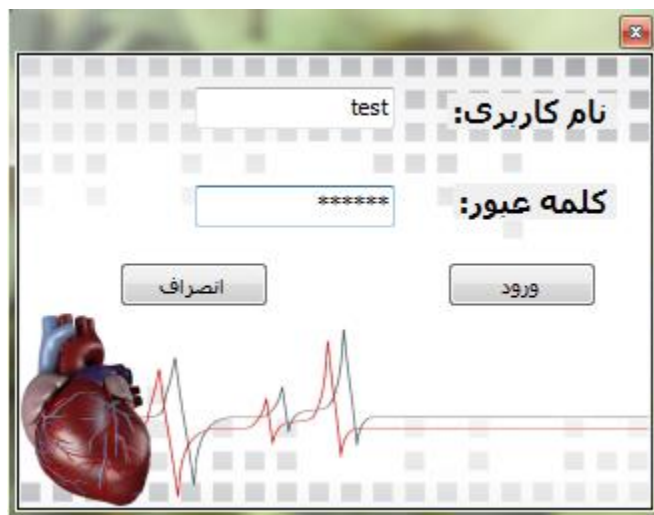 نام کاربری: test
کلمه عبور: ******
ورود انصراف